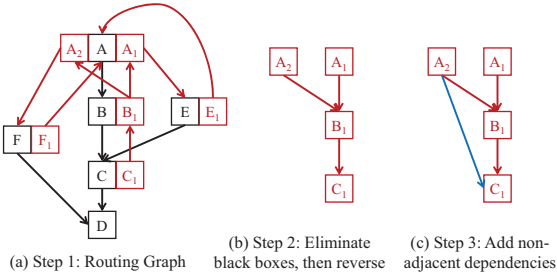 A₂ A A₁
B B₁ E E₁
F F₁
C C₁
D
(a) Step 1: Routing Graph
A₂ A₁
B₁
C₁
(b) Step 2: Eliminate
black boxes, then reverse
A₂ A₁
B₁
C₁
(c) Step 3: Add non-
adjacent dependencies